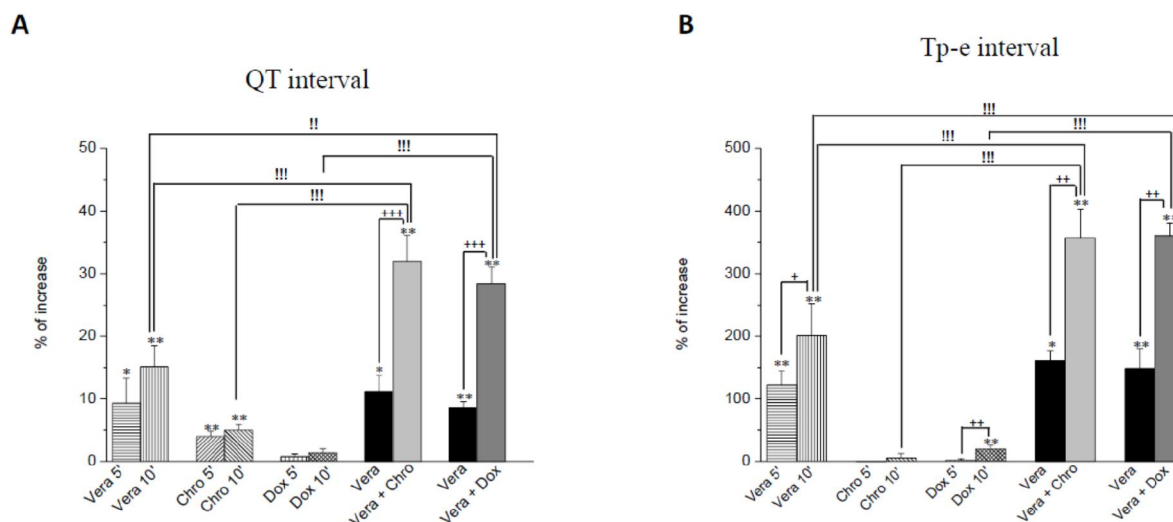 A
QT interval
% of increase
50
40
30
20
10
0
!!
!!!
!!!
!!!
*
**
**
**
*
+++
**
**
+++
**
Vera 5'
Vera 10'
Chro 5'
Chro 10'
Dox 5'
Dox 10'
Vera
Vera + Chro
Vera
Vera + Dox
B
Tp-e interval
% of increase
500
400
300
200
100
0
!!!
!!!
!!!
!!!
**
+
**
++
**
*
++
**
**
++
**
Vera 5'
Vera 10'
Chro 5'
Chro 10'
Dox 5'
Dox 10'
Vera
Vera + Chro
Vera
Vera + Dox